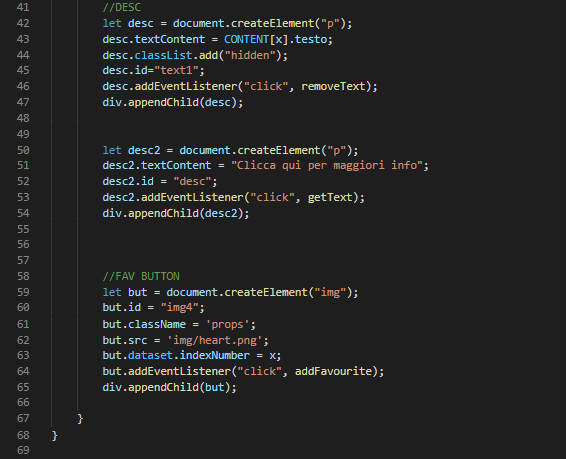 41 //DESC
42 let desc = document.createElement("p");
43 desc.textContent = CONTENT[x].testo;
44 desc.classList.add("hidden");
45 desc.id="text1";
46 desc.addEventListener("click", removeText);
47 div.appendChild(desc);
48
49
50 let desc2 = document.createElement("p");
51 desc2.textContent = "Clicca qui per maggiori info";
52 desc2.id = "desc";
53 desc2.addEventListener("click", getText);
54 div.appendChild(desc2);
55
56
57
58 //FAV BUTTON
59 let but = document.createElement("img");
60 but.id = "img4";
61 but.className = 'props';
62 but.src = 'img/heart.png';
63 but.dataset.indexNumber = x;
64 but.addEventListener("click", addFavourite);
65 div.appendChild(but);
66
67 }
68 }
69